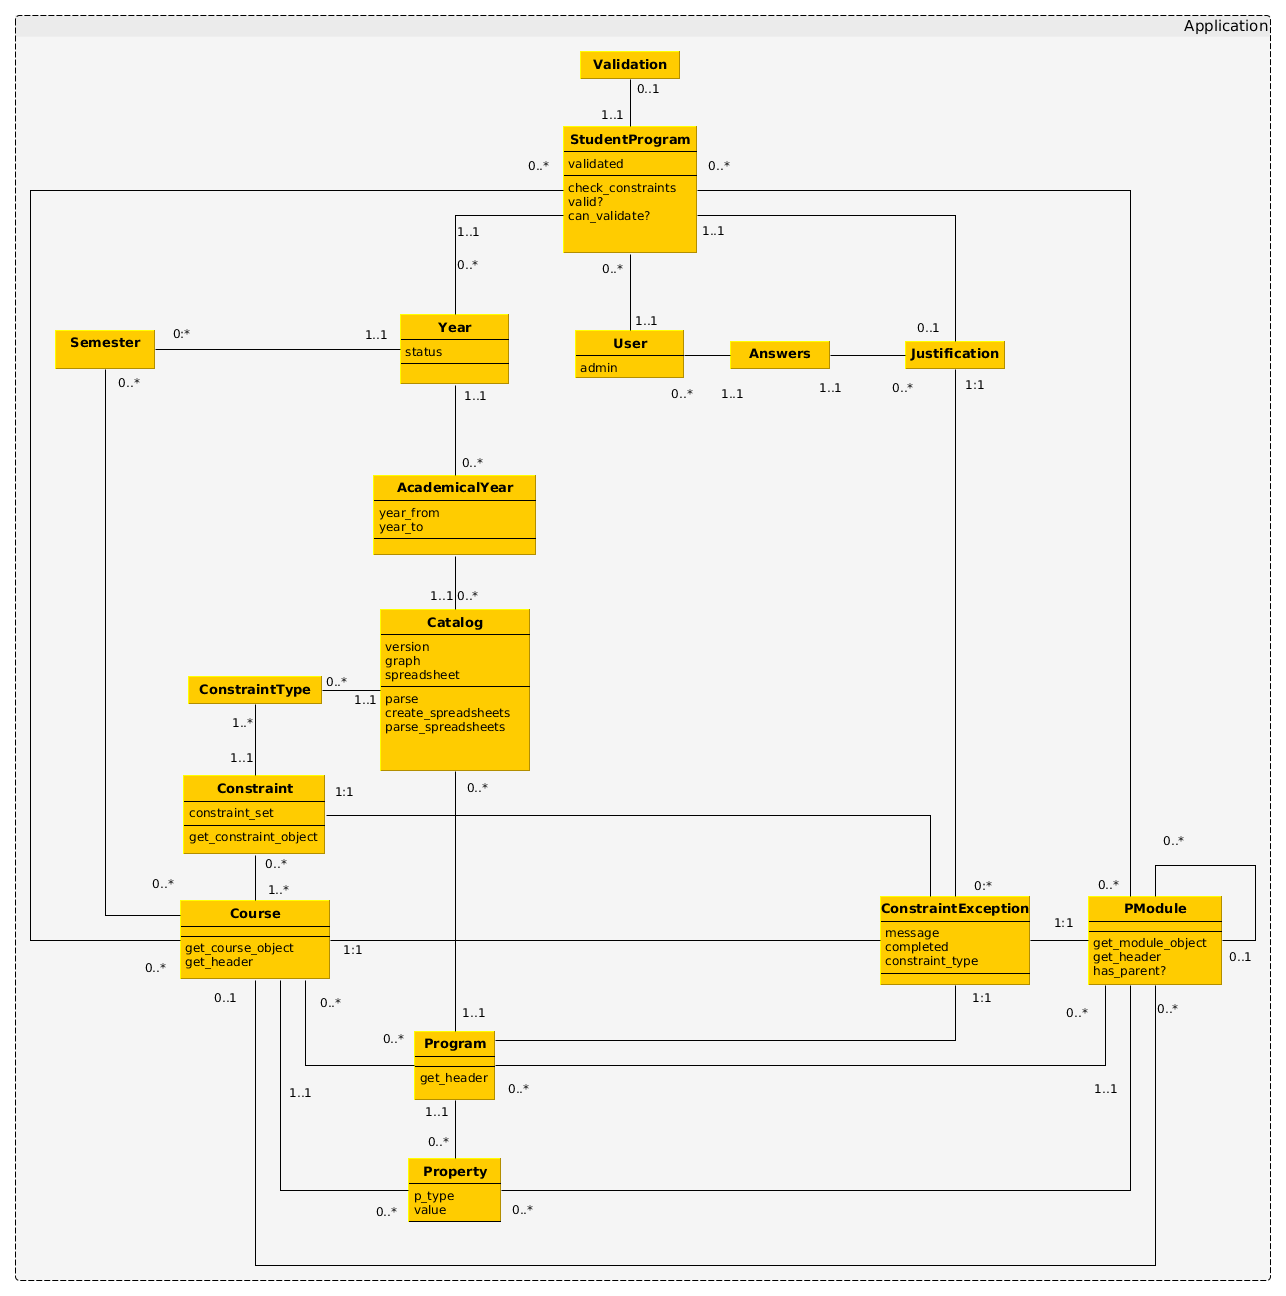 Application
Validation
0..1
1..1
StudentProgram
validated
check_constraints
valid?
can_validate?
0..*
0..*
1..1
0..*
1..1
0..*
1..1
0..1
Semester
0:*
1..1
0..*
Year
status
1..1
User
admin
0..*
1..1
Answers
1..1
0..*
Justification
1:1
0..*
AcademicalYear
year_from
year_to
1..1
0..*
Catalog
version
graph
spreadsheet
parse
create_spreadsheets
parse_spreadsheets
0..*
ConstraintType
0..*
1..1
1..*
1..1
Constraint
constraint_set
get_constraint_object
1:1
0..*
1..*
0..*
Course
get_course_object
get_header
1:1
0..*
0..1
0..*
0:*
ConstraintException
message
completed
constraint_type
1:1
1:1
0..*
0..*
PModule
get_module_object
get_header
has_parent?
0..1
0..*
0..*
1..1
0..*
Program
get_header
0..*
1..1
1..1
1..1
0..*
Property
p_type
value
0..*
0..*